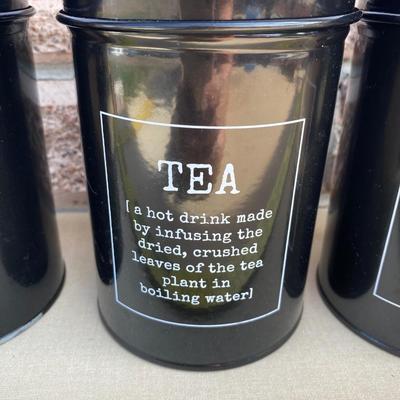 TEA
[ a hot drink made
by infusing the
dried, crushed
leaves of the tea
plant in
boiling water]